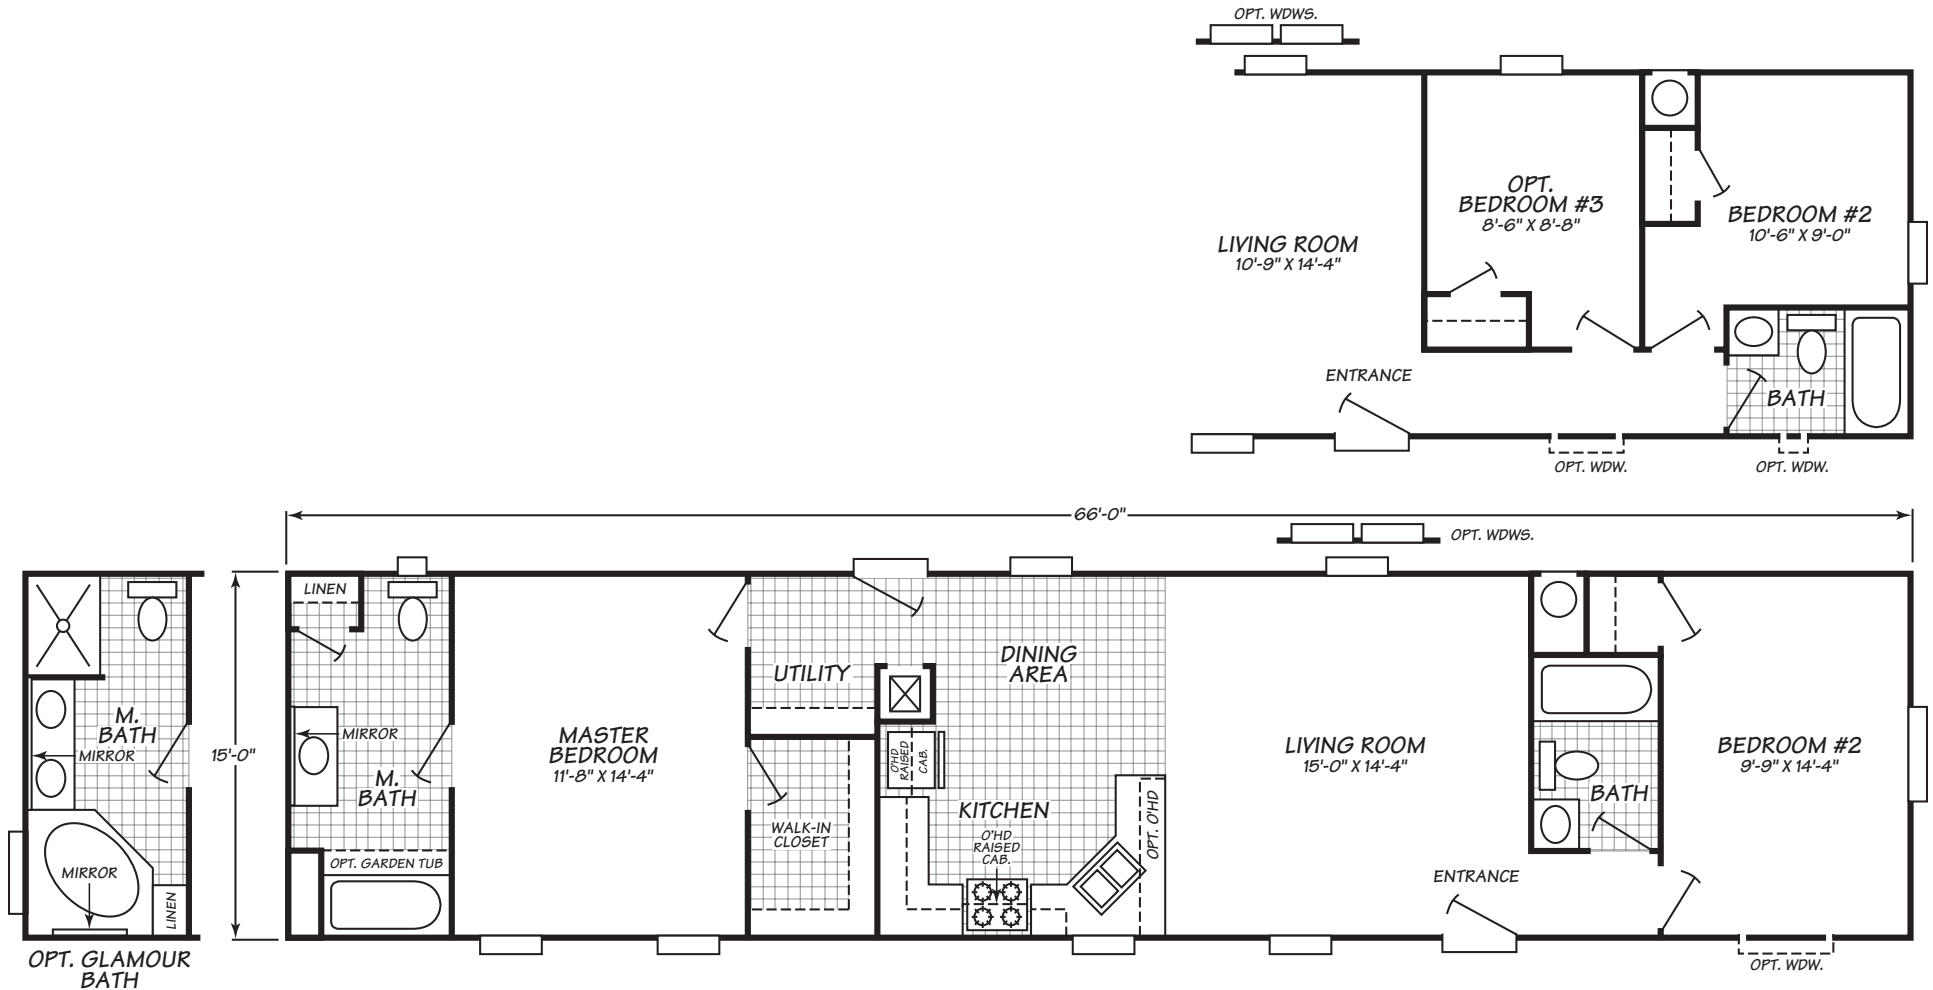 OPT. WDWS.
OPT.
BEDROOM #3
8'-6" X 8'-8"
BEDROOM #2
10'-6" X 9'-0"
LIVING ROOM
10'-9" X 14'-4"
ENTRANCE
BATH
OPT. WDW.
OPT. WDW.
66'-0"
OPT. WDWS.
M.
BATH
MIRROR
MIRROR
LINEN
OPT. GLAMOUR
BATH
15'-0"
LINEN
MIRROR
M.
BATH
OPT. GARDEN TUB
MASTER
BEDROOM
11'-8" X 14'-4"
UTILITY
WALK-IN
CLOSET
DINING
AREA
O'HD
RAISED
CAB.
KITCHEN
O'HD
RAISED
CAB.
OPT. O'HD
LIVING ROOM
15'-0" X 14'-4"
ENTRANCE
BATH
BEDROOM #2
9'-9" X 14'-4"
OPT. WDW.